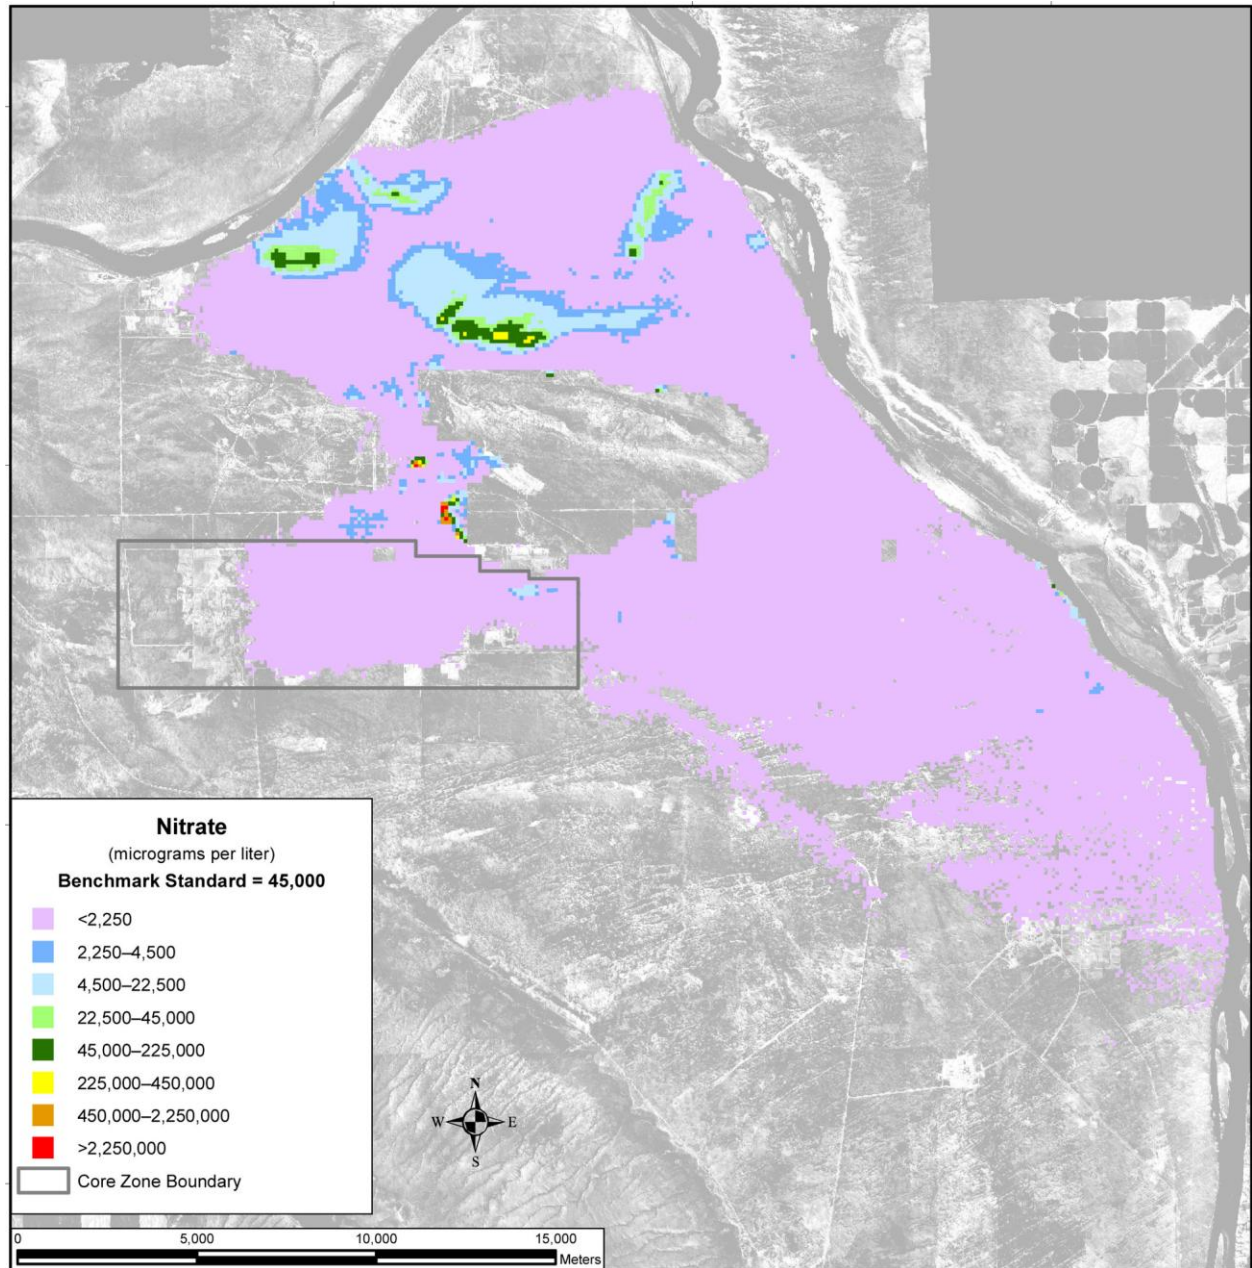 Nitrate
(micrograms per liter)
Benchmark Standard = 45,000
<2,250
2,250–4,500
4,500–22,500
22,500–45,000
45,000–225,000
225,000–450,000
450,000–2,250,000
>2,250,000
Core Zone Boundary
N
W E
S
0 5,000 10,000 15,000
Meters